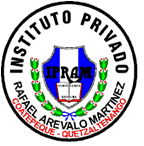 INSTITUTO PRIVADO
IPRAM
RAFAEL AREVALO MARTINEZ
COATEPEQUE - QUETZALTENANGO